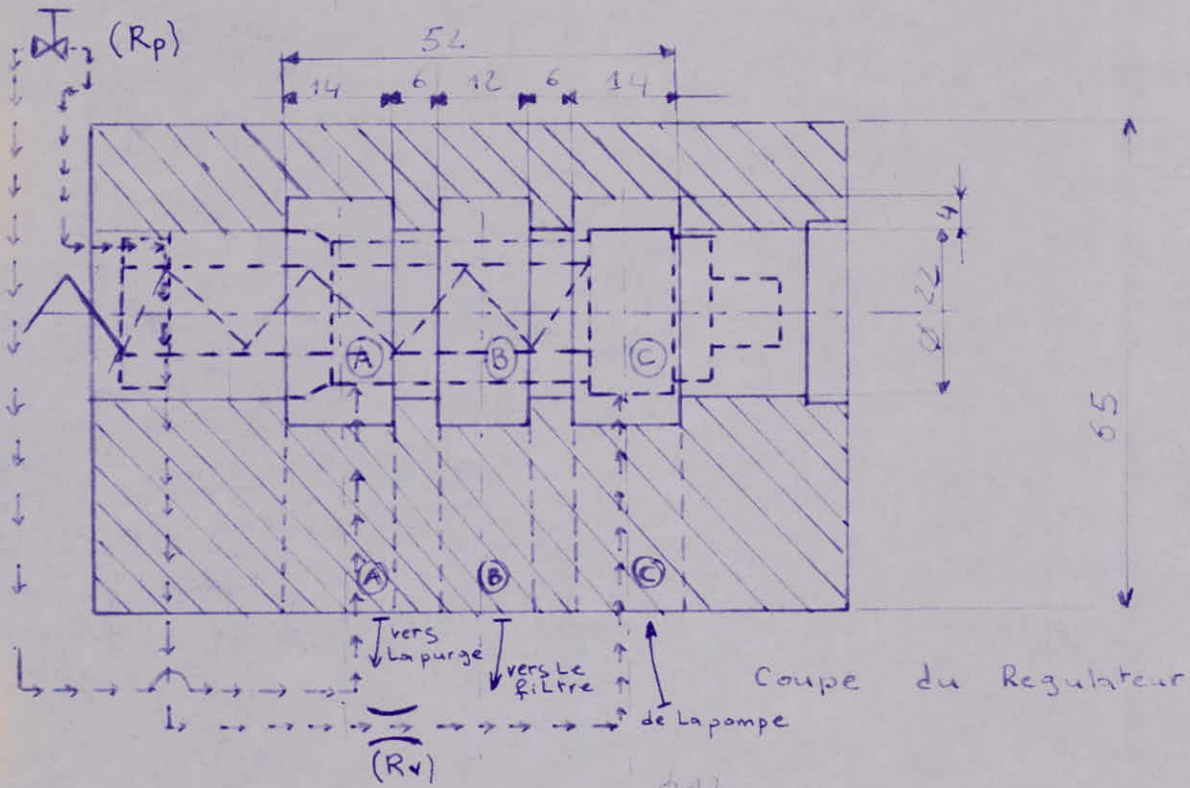 (Rp)
52
14 6 12 6 14
4
Ø 22
65
A B C
A B C
vers
La purge
vers Le
filtre
de La pompe
Coupe du Regulateur
(Rv)